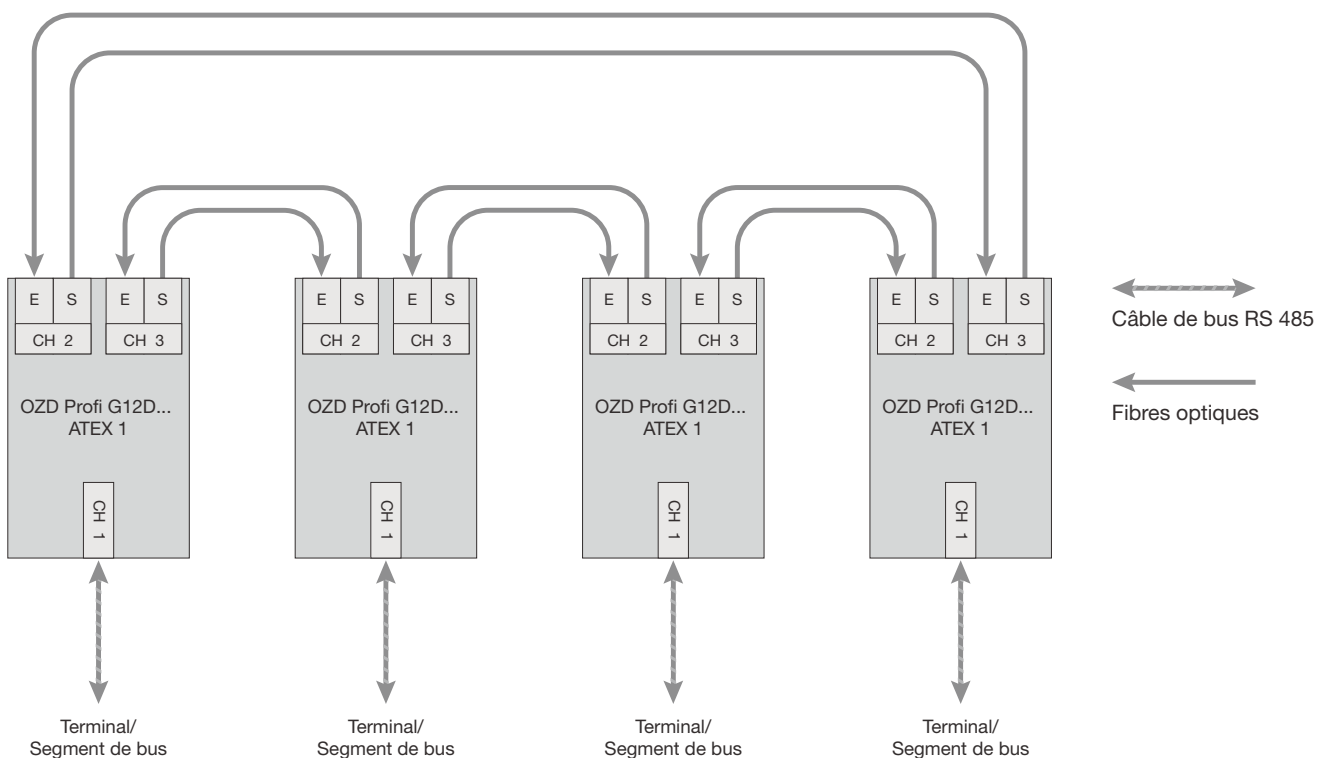 E S E S E S E S E S E S E S E S
CH 2 CH 3 CH 2 CH 3 CH 2 CH 3 CH 2 CH 3
Câble de bus RS 485
Fibres optiques
OZD Profi G12D... OZD Profi G12D... OZD Profi G12D... OZD Profi G12D...
ATEX 1 ATEX 1 ATEX 1 ATEX 1
CH 1 CH 1 CH 1 CH 1
Terminal/ Terminal/ Terminal/ Terminal/
Segment de bus Segment de bus Segment de bus Segment de bus